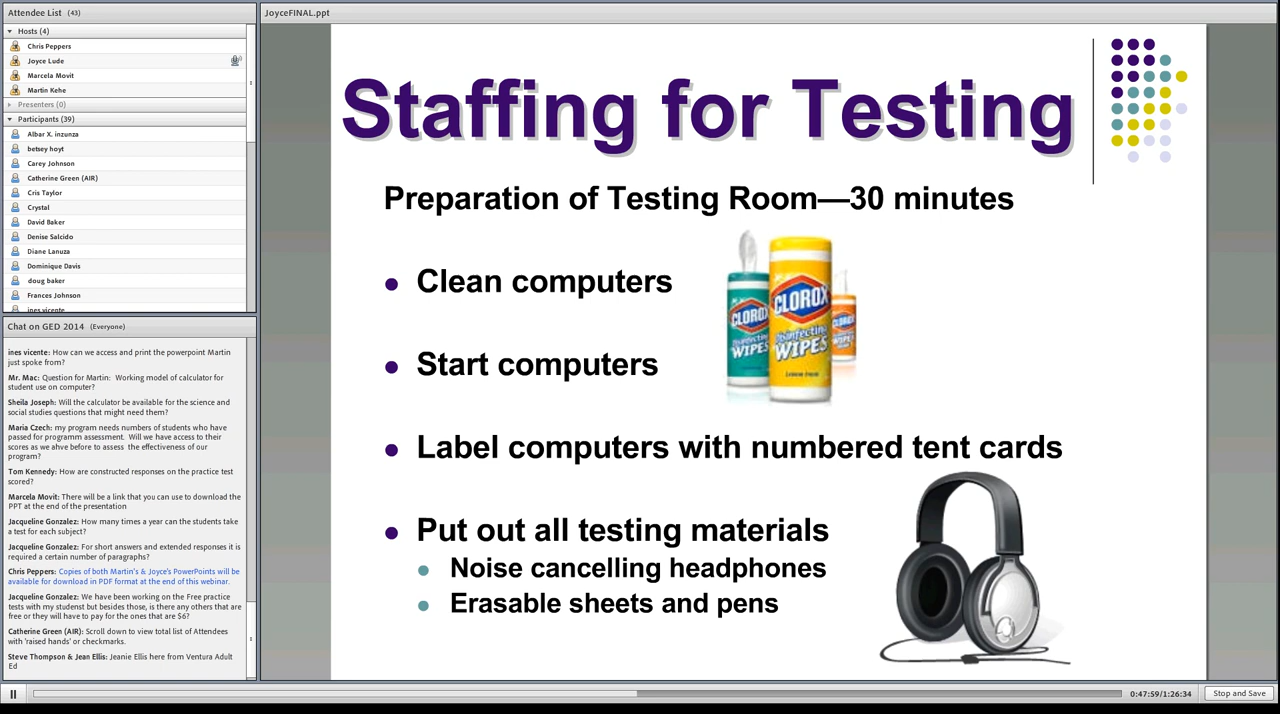 Attendee List (43)
Hosts (4)
Chris Peppers
Joyce Lude
Marcela Movit
Martin Kehe
Presenters (0)
Participants (39)
Albar X. inzunza
betsey hoyt
Carey Johnson
Catherine Green (AIR)
Cris Taylor
Crystal
David Baker
Denise Salcido
Diane Lanuza
Dominique Davis
doug baker
Frances Johnson
ines vicente
Chat on GED 2014 (Everyone)
ines vicente: How can we access and print the powerpoint Martin
just spoke from?
Mr. Mac: Question for Martin: Working model of calculator for
student use on computer?
Sheila Joseph: Will the calculator be available for the science and
social studies questions that might need them?
Maria Czech: my program needs numbers of students who have
passed for programm assessment. Will we have access to their
scores as we ahve before to assess the effectiveness of our
program?
Tom Kennedy: How are constructed responses on the practice test
scored?
Marcela Movit: There will be a link that you can use to download the
PPT at the end of the presentation
Jacqueline Gonzalez: How many times a year can the students take
a test for each subject?
Jacqueline Gonzalez: For short answers and extended responses it is
required a certain number of paragraphs?
Chris Peppers: Copies of both Martin's & Joyce's PowerPoints will be
available for download in PDF format at the end of this webinar.
Jacqueline Gonzalez: We have been working on the Free practice
tests with my studenst but besides those, is there any others that are
free or they will have to pay for the ones that are $6?
Catherine Green (AIR): Scroll down to view total list of Attendees
with 'raised hands' or checkmarks.
Steve Thompson & Jean Ellis: Jeanie Ellis here from Ventura Adult
Ed
JoyceFINAL.ppt
Staffing for Testing
Preparation of Testing Room—30 minutes
Clean computers
Start computers
Label computers with numbered tent cards
Put out all testing materials
Noise cancelling headphones
Erasable sheets and pens
CLOROX
Disinfecting
WIPES
CLOROX
Disinfecting
WIPES
CLOROX
WIPES
0:47:59/1:26:34
Stop and Save